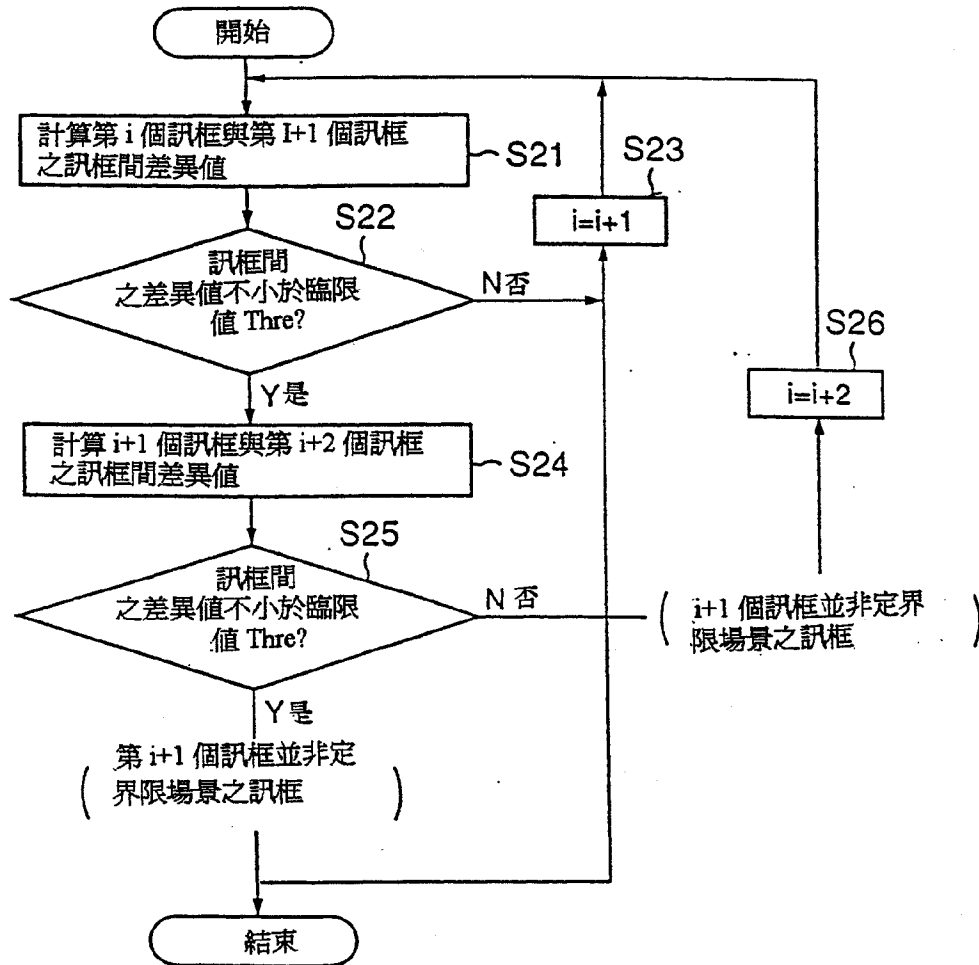 開始
計算第 i 個訊框與第 I+1 個訊框
之訊框間差異值
S21
S22
訊框間
之差異值不小於臨限
值 Thre?
N 否
S23
i=i+1
Y 是
S26
i=i+2
計算 i+1 個訊框與第 i+2 個訊框
之訊框間差異值
S24
S25
訊框間
之差異值不小於臨限
值 Thre?
N 否
( i+1 個訊框並非定界
限場景之訊框 )
Y 是
( 第 i+1 個訊框並非定
界限場景之訊框 )
結束